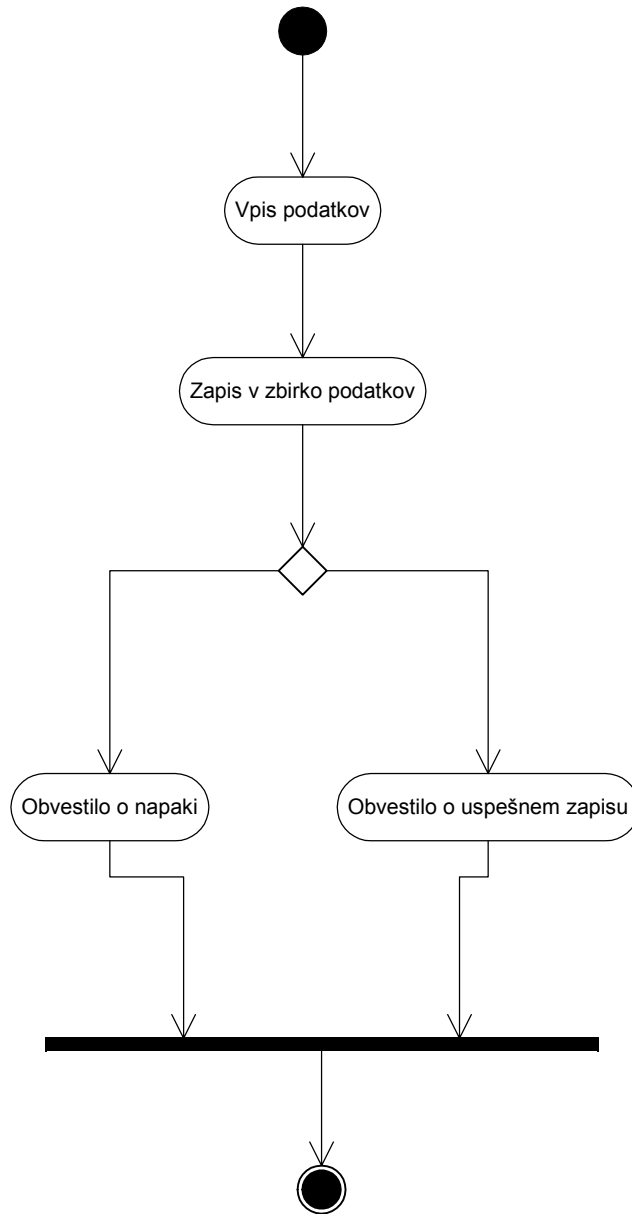 Vpis podatkov
Zapis v zbirko podatkov
Obvestilo o napaki
Obvestilo o uspešnem zapisu